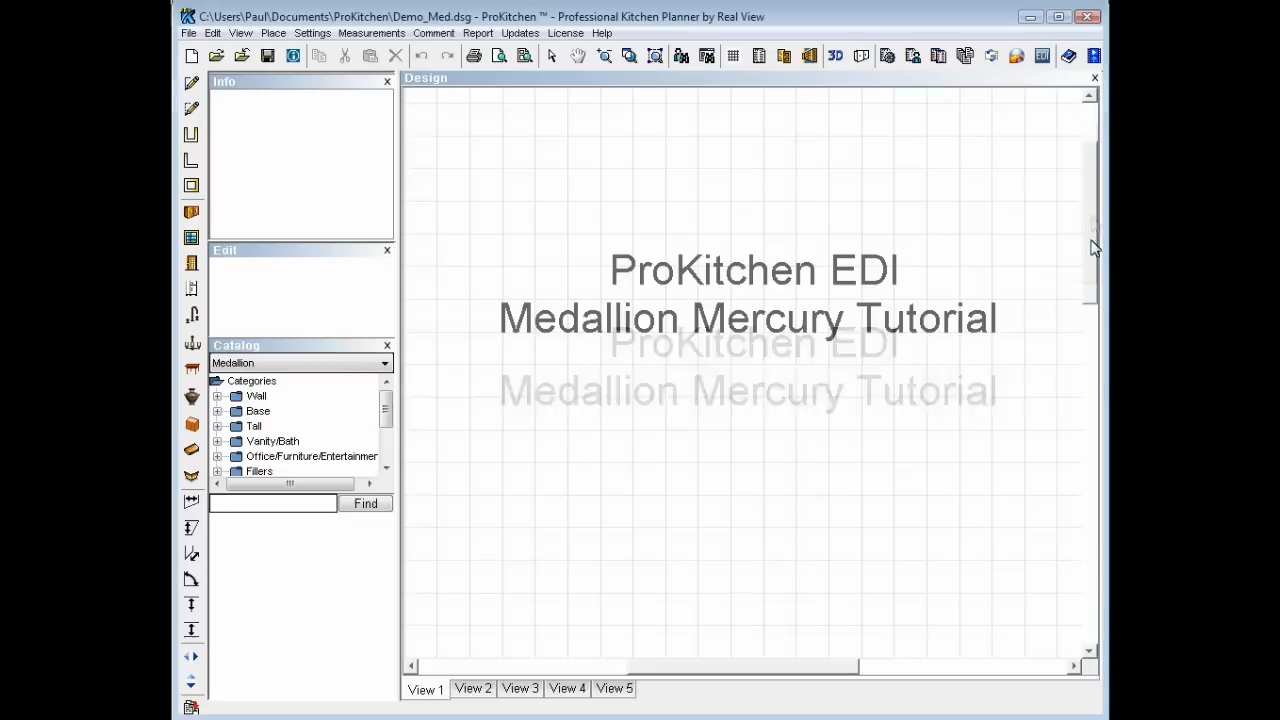 C:\Users\Paul\Documents\ProKitchen\Demo_Med.dsg - ProKitchen ™ - Professional Kitchen Planner by Real View
File Edit View Place Settings Measurements Comment Report Updates License Help
3D
Info
Design
Edit
ProKitchen EDI
Medallion Mercury Tutorial
ProKitchen EDI
Medallion Mercury Tutorial
Catalog
Medallion
Categories
Wall
Base
Tall
Vanity/Bath
Office/Furniture/Entertainmer
Fillers
Find
View 1 View 2 View 3 View 4 View 5